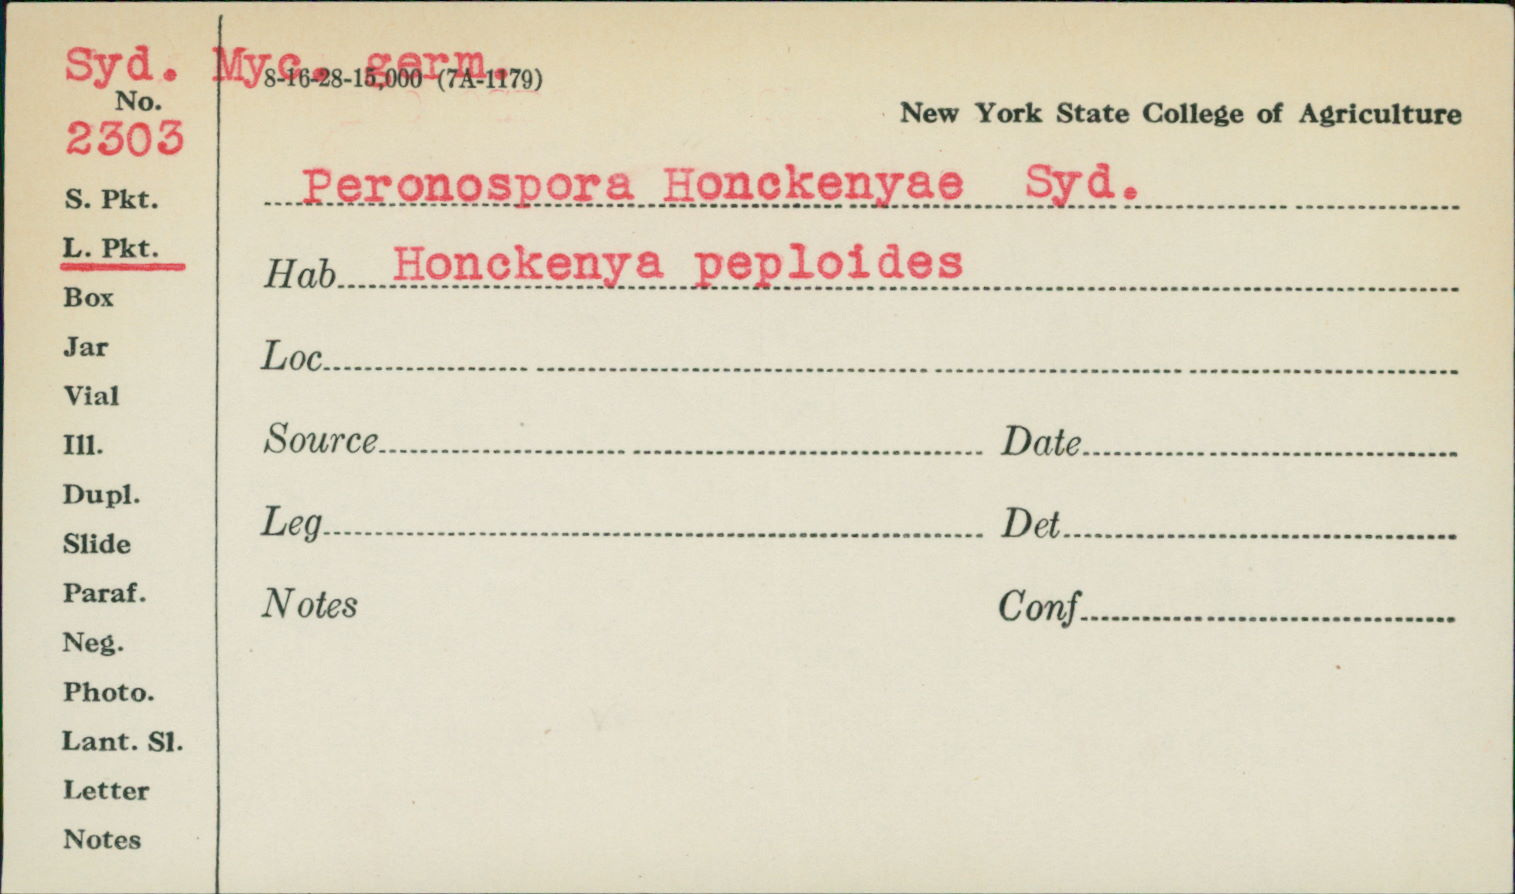 Syd. Myc. germ.
8-16-28-15,000 (7A-1179)
No.
2303
New York State College of Agriculture
Peronospora Honckenyae Syd.
S. Pkt.
L. Pkt.
Hab Honckenya peploides
Box
Jar
Loc
Vial
Ill.
Source Date
Dupl.
Slide
Leg Det
Paraf.
Notes Conf
Neg.
Photo.
Lant. Sl.
Letter
Notes